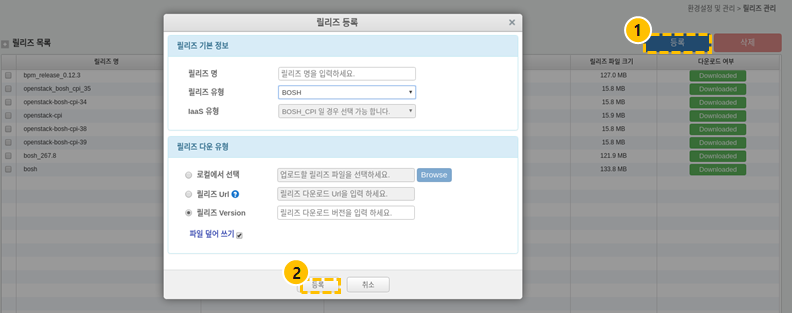 환경설정 및 관리 > 릴리즈 관리
릴리즈 등록
×
1
릴리즈 목록
등록
삭제
릴리즈 기본 정보
릴리즈 명
릴리즈 파일 크기
다운로드 여부
bpm_release_0.12.3
127.0 MB
Downloaded
openstack_bosh_cpi_35
15.8 MB
Downloaded
openstack-bosh-cpi-34
15.8 MB
Downloaded
openstack-cpi
15.9 MB
Downloaded
openstack-bosh-cpi-38
15.8 MB
Downloaded
openstack-bosh-cpi-39
15.8 MB
Downloaded
bosh_267.8
121.9 MB
Downloaded
bosh
133.8 MB
Downloaded
릴리즈 명
릴리즈 명을 입력하세요.
릴리즈 유형
BOSH
IaaS 유형
BOSH_CPI 일 경우 선택 가능 합니다.
릴리즈 다운 유형
로컬에서 선택
업로드할 릴리즈 파일을 선택하세요.
Browse
릴리즈 Url ?
릴리즈 다운로드 Url을 입력 하세요.
릴리즈 Version
릴리즈 다운로드 버전을 입력 하세요.
파일 덮어 쓰기
2
등록
취소